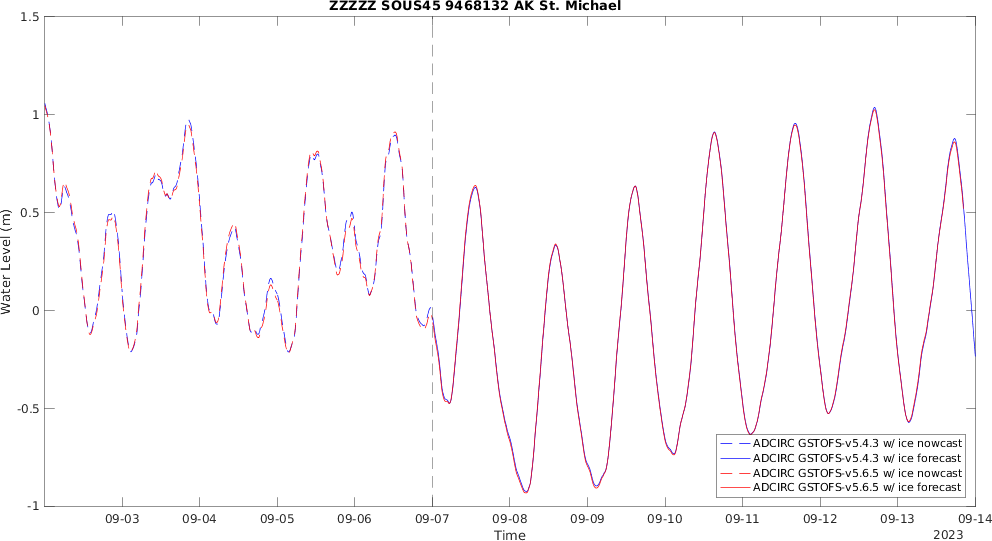 ZZZZZ SOUS45 9468132 AK St. Michael
1.5
1
0.5
0
-0.5
-1
Water Level (m)
09-03 09-04 09-05 09-06 09-07 09-08 09-09 09-10 09-11 09-12 09-13 09-14
Time
2023
ADCIRC GSTOFS-v5.4.3 w/ ice nowcast
ADCIRC GSTOFS-v5.4.3 w/ ice forecast
ADCIRC GSTOFS-v5.6.5 w/ ice nowcast
ADCIRC GSTOFS-v5.6.5 w/ ice forecast